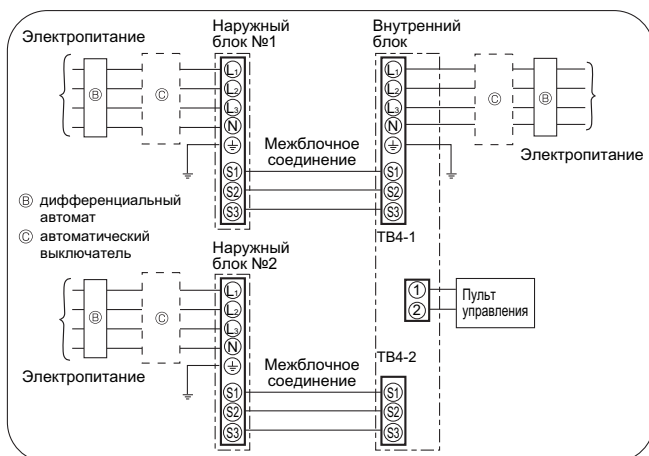 Электропитание
Наружный
блок №1
Внутренний
блок
L1
L2
L3
N
S1
S2
S3
L1
L2
L3
N
S1
S2
S3
B
C
C
B
Межблочное
соединение
Электропитание
TB4-1
B дифференциальный
автомат
C автоматический
выключатель
Наружный
блок №2
L1
L2
L3
N
S1
S2
S3
B
C
Электропитание
Межблочное
соединение
1
2
Пульт
управления
TB4-2
S1
S2
S3